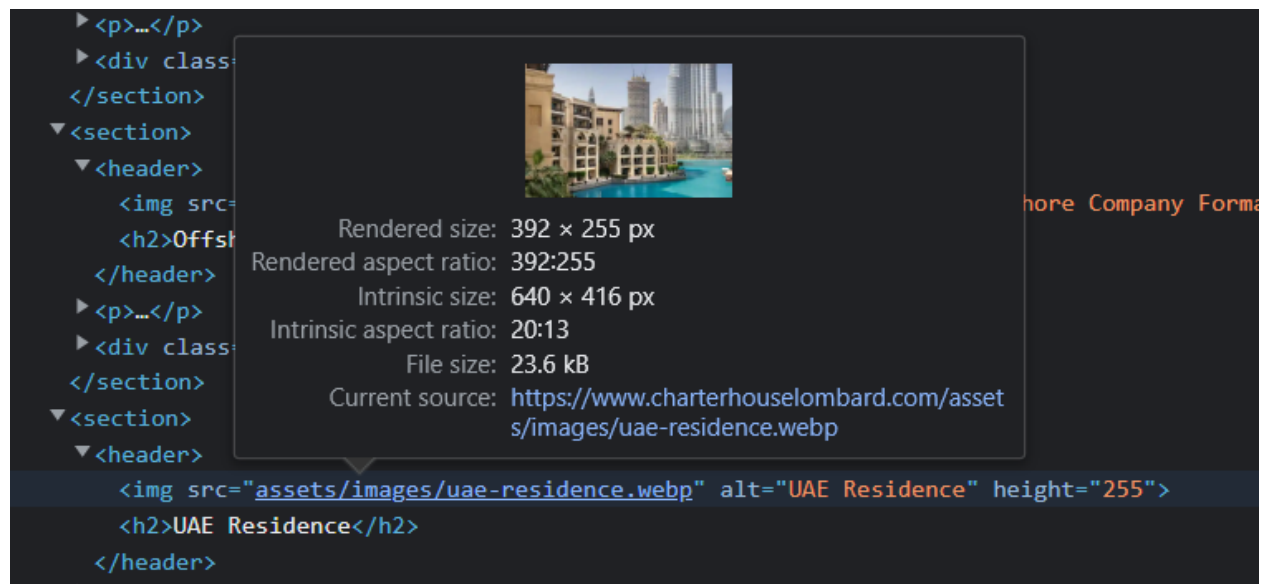 ▶<p>…</p>
▶<div class=
</section>
▼<section>
▼<header>
<img src=
hore Company Forma
<h2>Offsh
</header>
▶<p>…</p>
▶<div class=
</section>
▼<section>
▼<header>
Rendered size: 392 × 255 px
Rendered aspect ratio: 392:255
Intrinsic size: 640 × 416 px
Intrinsic aspect ratio: 20:13
File size: 23.6 kB
Current source: https://www.charterhouselombard.com/asset
s/images/uae-residence.webp
<img src="assets/images/uae-residence.webp" alt="UAE Residence" height="255">
<h2>UAE Residence</h2>
</header>